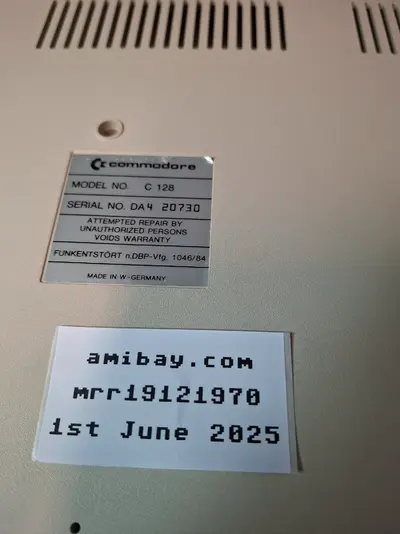 commodore
MODEL NO. C 128
SERIAL NO. DA4 20730
ATTEMPTED REPAIR BY
UNAUTHORIZED PERSONS
VOIDS WARRANTY
FUNKENTSTÖRT n.DBP-Vfg. 1046/84
MADE IN W-GERMANY
amibay.com
mrr19121970
1st June 2025